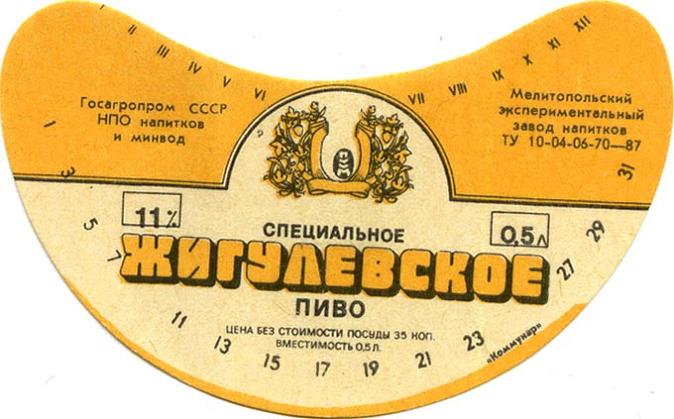 I II III IV V VI VII VIII IX X XI XII
Госагропром СССР
НПО напитков
и минвод
Мелитопольский
экспериментальный
завод напитков
ТУ 10-04-06-70—87
11%
0,5 л
СПЕЦИАЛЬНОЕ
ЖИГУЛЕВСКОЕ
ПИВО
ЦЕНА БЕЗ СТОИМОСТИ ПОСУДЫ 35 КОП.
ВМЕСТИМОСТЬ 0,5 Л.
1 3 5 7 11 13 15 17 19 21 23 27 29 31
«Коммунар»